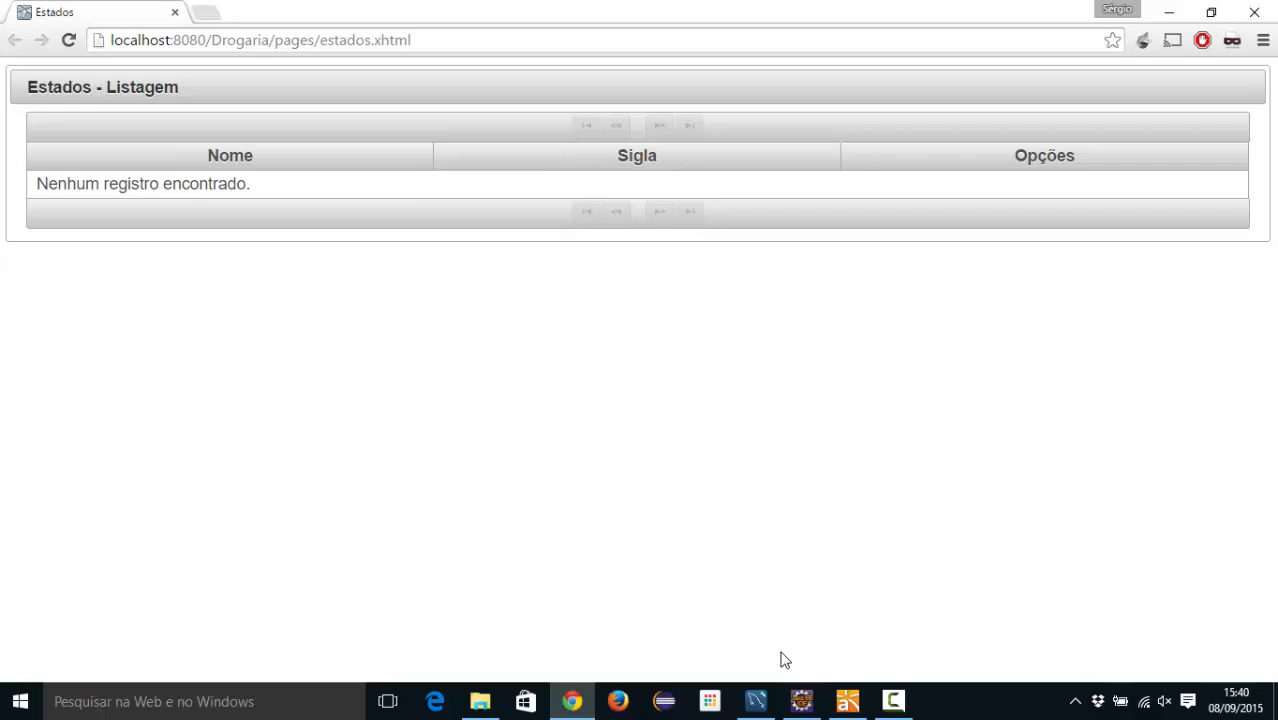 Estados
Sérgio
localhost:8080/Drogaria/pages/estados.xhtml
Estados - Listagem
Nome Sigla Opções
Nenhum registro encontrado.
Pesquisar na Web e no Windows
15:40
08/09/2015